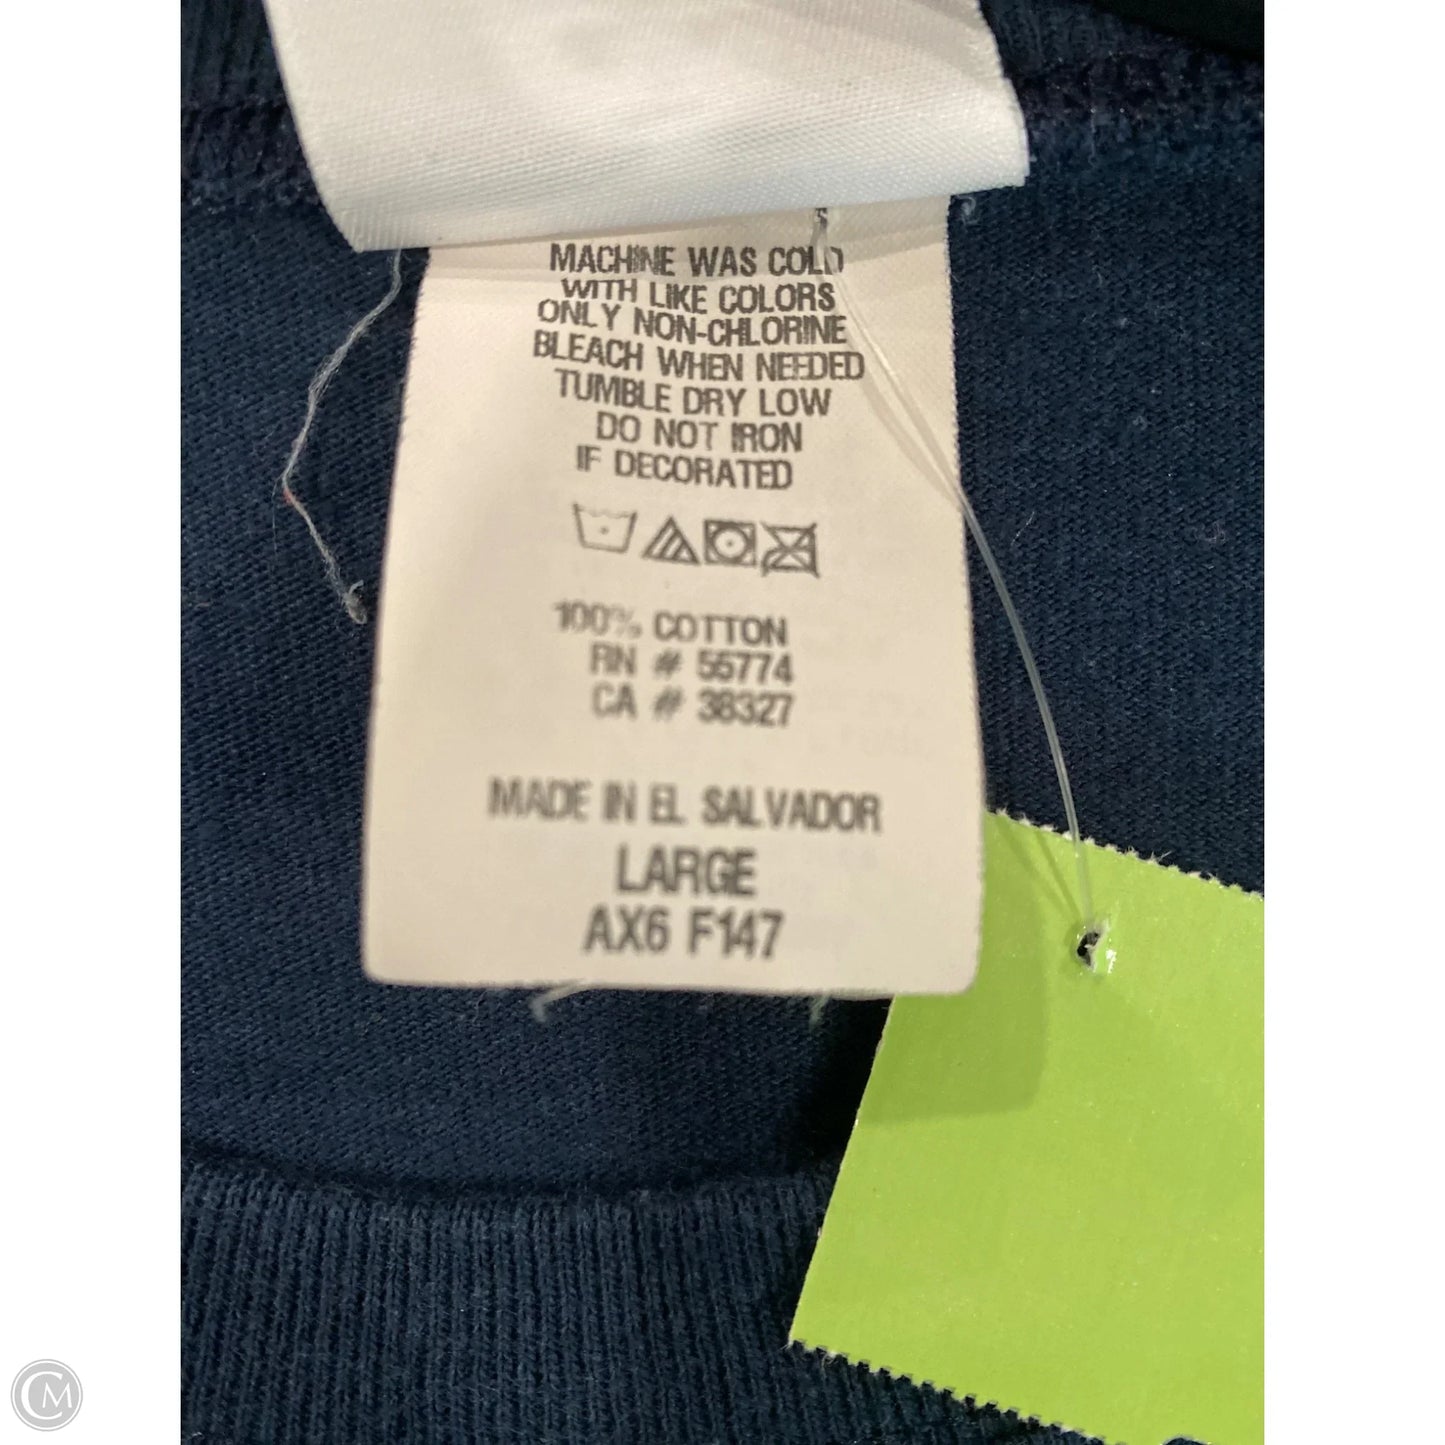 MACHINE WAS COLD
WITH LIKE COLORS
ONLY NON-CHLORINE
BLEACH WHEN NEEDED
TUMBLE DRY LOW
DO NOT IRON
IF DECORATED
100% COTTON
RN # 55774
CA # 38327
MADE IN EL SALVADOR
LARGE
AX6 F147
CM